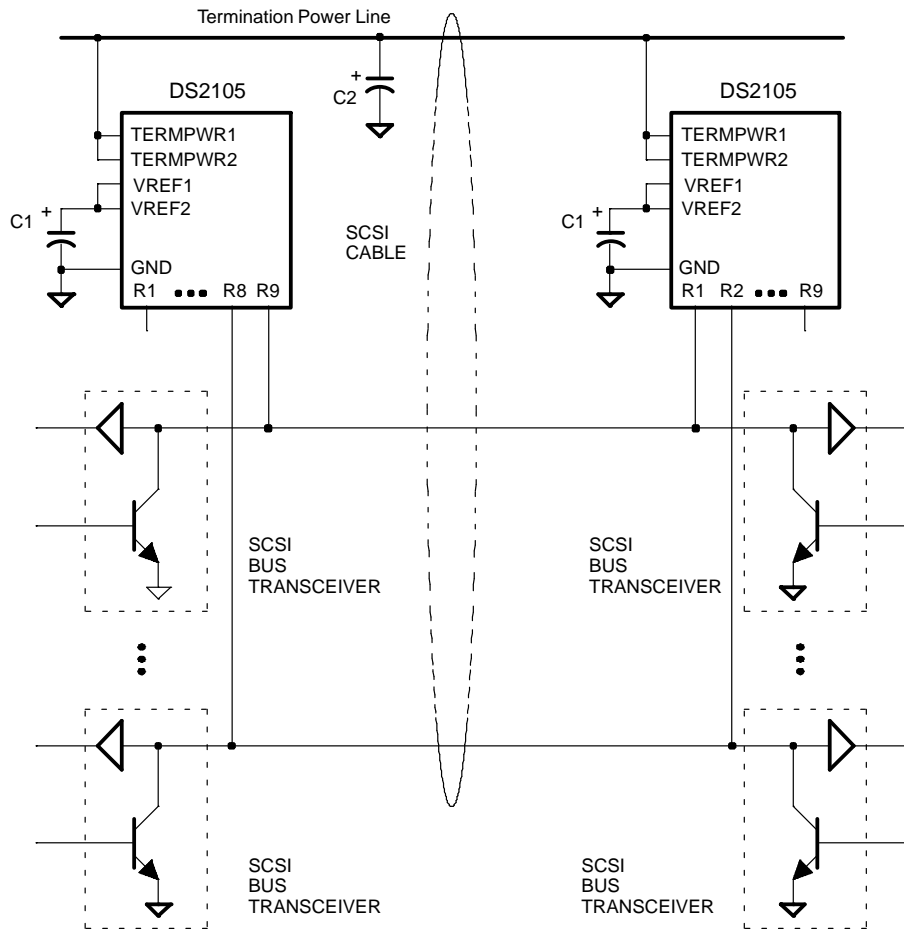 Termination Power Line
DS2105
+
C2
DS2105
TERMPWR1
TERMPWR2
VREF1
VREF2
+
C1
GND
R1 ••• R8 R9
SCSI
CABLE
TERMPWR1
TERMPWR2
VREF1
VREF2
+
C1
GND
R1 R2 ••• R9
SCSI
BUS
TRANSCEIVER
SCSI
BUS
TRANSCEIVER
SCSI
BUS
TRANSCEIVER
SCSI
BUS
TRANSCEIVER